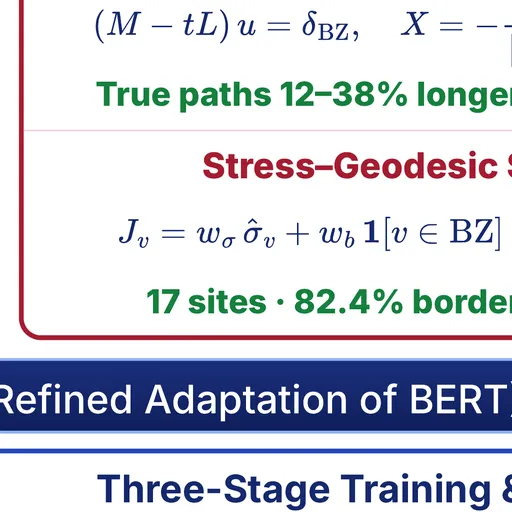 (M − tL) u = δ_BZ,  X = −
True paths 12–38% longer
Stress–Geodesic
J_v = w_σ σ̂_v + w_b 𝟏[v ∈ BZ]
17 sites · 82.4% border
Refined Adaptation of BERT)
Three-Stage Training &